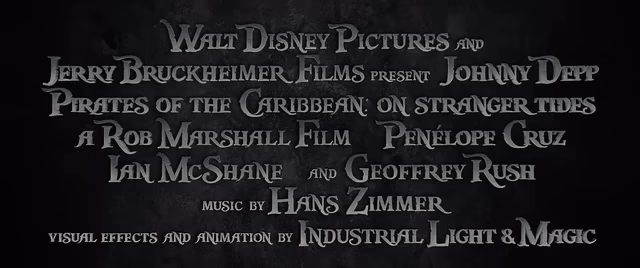 Walt Disney Pictures and
Jerry Bruckheimer Films present Johnny Depp
Pirates of the Caribbean: on stranger tides
a Rob Marshall Film Penélope Cruz
Ian McShane and Geoffrey Rush
music by Hans Zimmer
visual effects and animation by Industrial Light & Magic